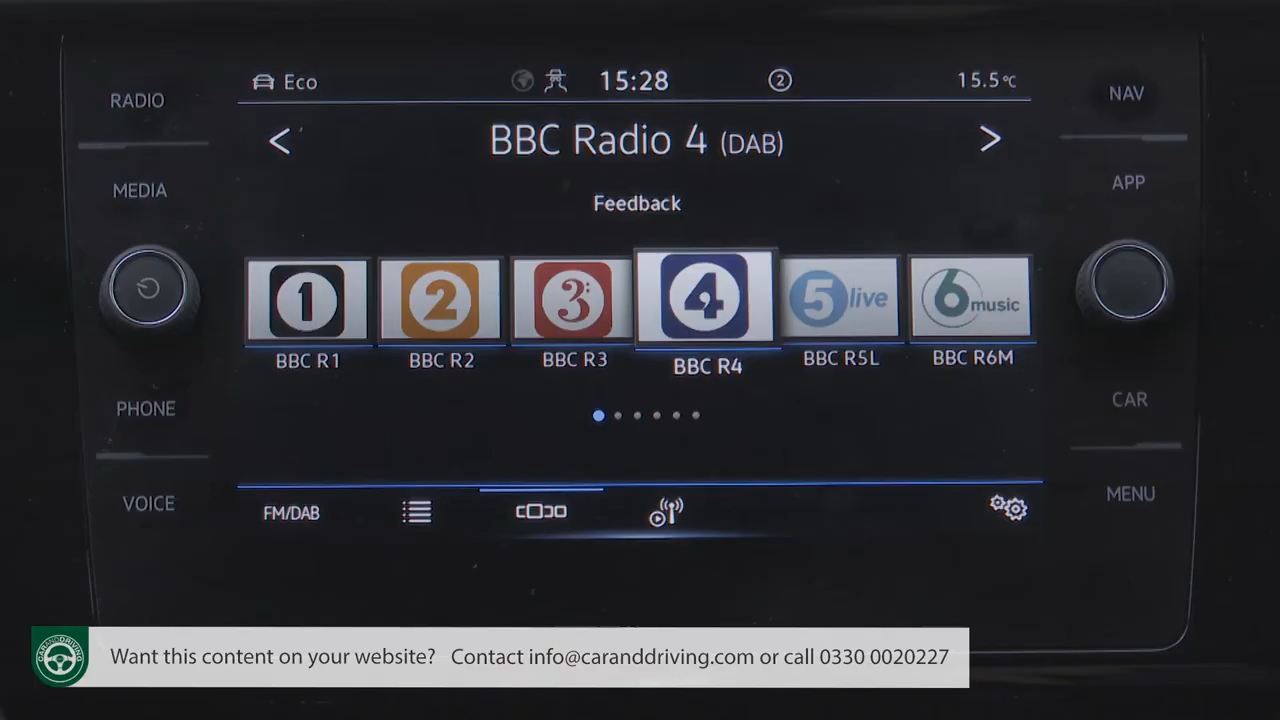 RADIO
MEDIA
PHONE
VOICE
Eco
15:28
2
15.5°C
< BBC Radio 4 (DAB) >
Feedback
1
2
3
4
5 live
6 music
BBC R1
BBC R2
BBC R3
BBC R4
BBC R5L
BBC R6M
FM/DAB
NAV
APP
CAR
MENU
CARANDDRIVING
Want this content on your website? Contact info@caranddriving.com or call 0330 0020227